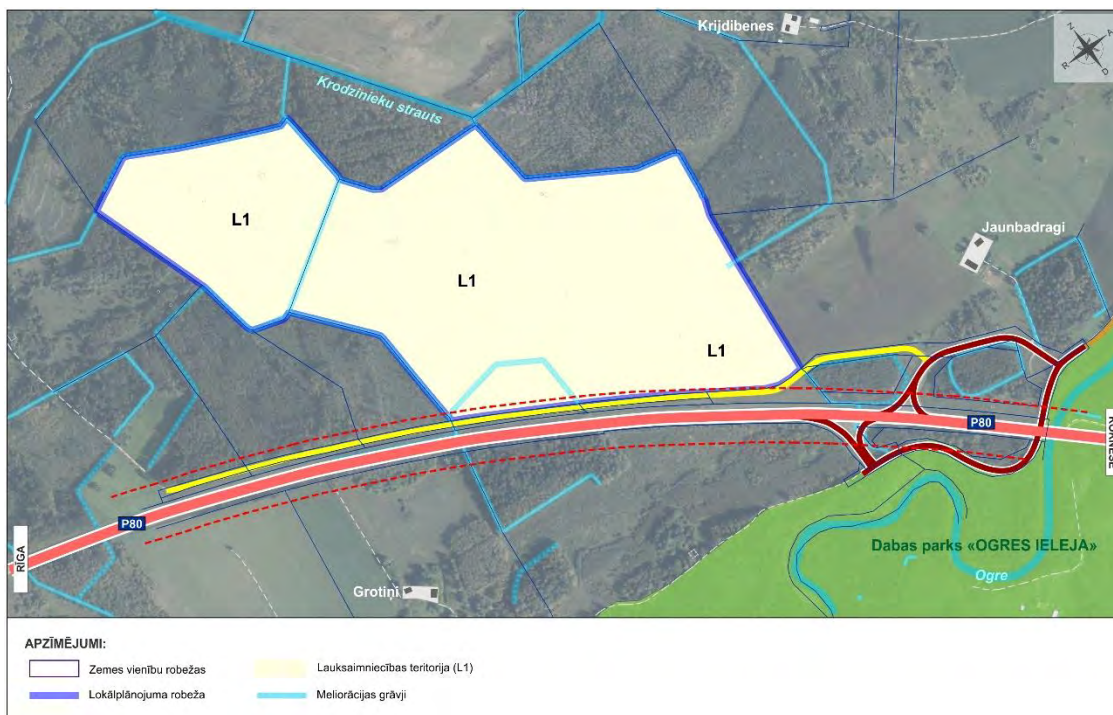 Krijdibenes
Z
A
R
D
Krodzinieku strauts
L1
Jaunbadragi
L1
L1
P80
KOKNESE
P80
RĪGA
Dabas parks «OGRES IELEJA»
Ogre
Grotiņi
APZĪMĒJUMI:
Zemes vienību robežas
Lauksaimniecības teritorija (L1)
Lokālplānojuma robeža
Meliorācijas grāvji